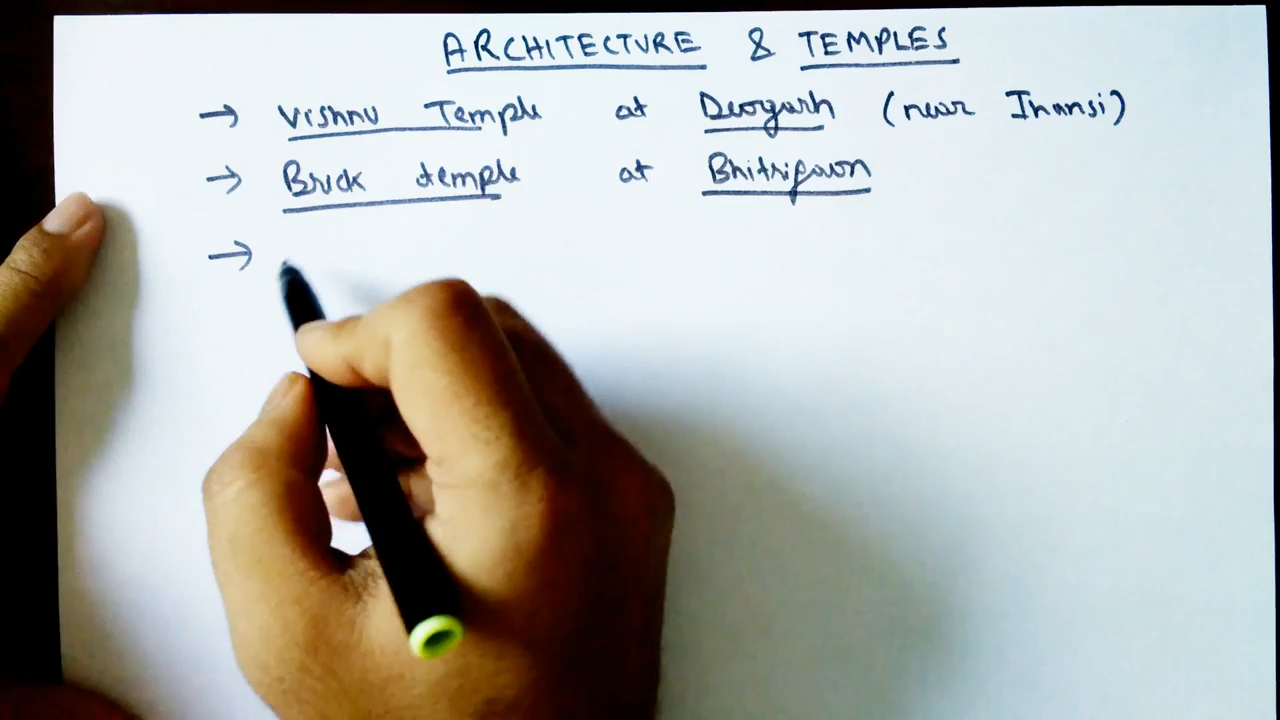 ARCHITECTURE & TEMPLES
→ Vishnu Temple at Deogarh (near Jhansi)
→ Brick temple at Bhitrigaon
→